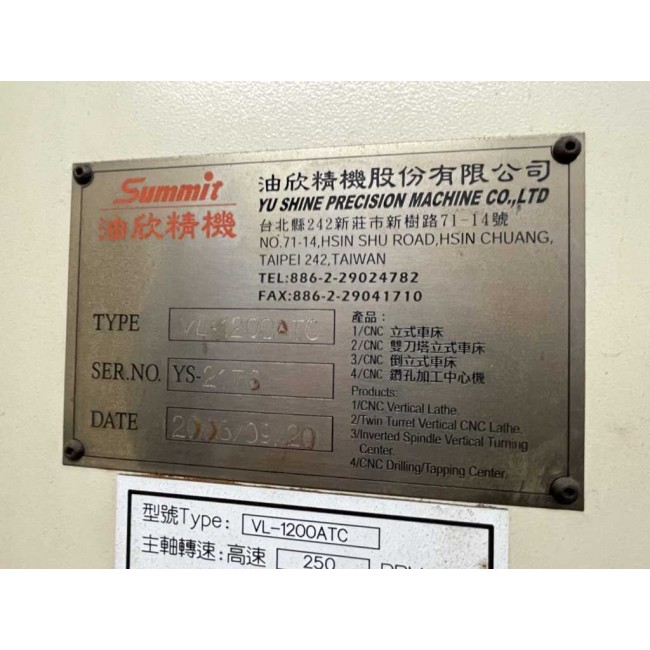 Summit
油欣精機
油欣精機股份有限公司
YU SHINE PRECISION MACHINE CO.,LTD
台北縣242新莊市新樹路71-14號
NO.71-14,HSIN SHU ROAD,HSIN CHUANG,
TAIPEI 242,TAIWAN
TEL:886-2-29024782
FAX:886-2-29041710
TYPE VL-1200ATC
SER.NO. YS-
DATE 2003/09.20
產品：
1/CNC 立式車床
2/CNC 雙刀塔立式車床
3/CNC 倒立式車床
4/CNC 鑽孔加工中心機
Products:
1/CNC Vertical Lathe.
2/Twin Turret Vertical CNC Lathe.
3/Inverted Spindle Vertical Turning
Center.
4/CNC Drilling/Tapping Center.
型號Type: VL-1200ATC
主軸轉速:高速 250